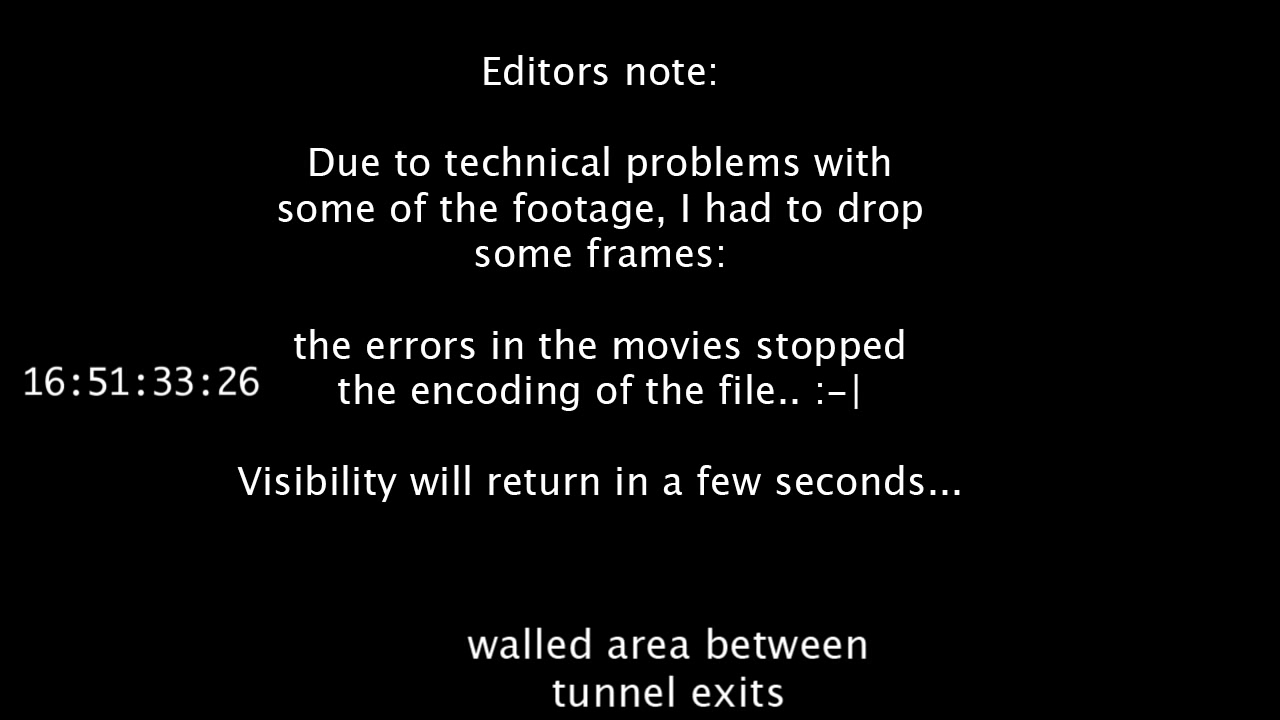 Editors note:
Due to technical problems with
some of the footage, I had to drop
some frames:
the errors in the movies stopped
the encoding of the file.. :-|
16:51:33:26
Visibility will return in a few seconds...
walled area between
tunnel exits